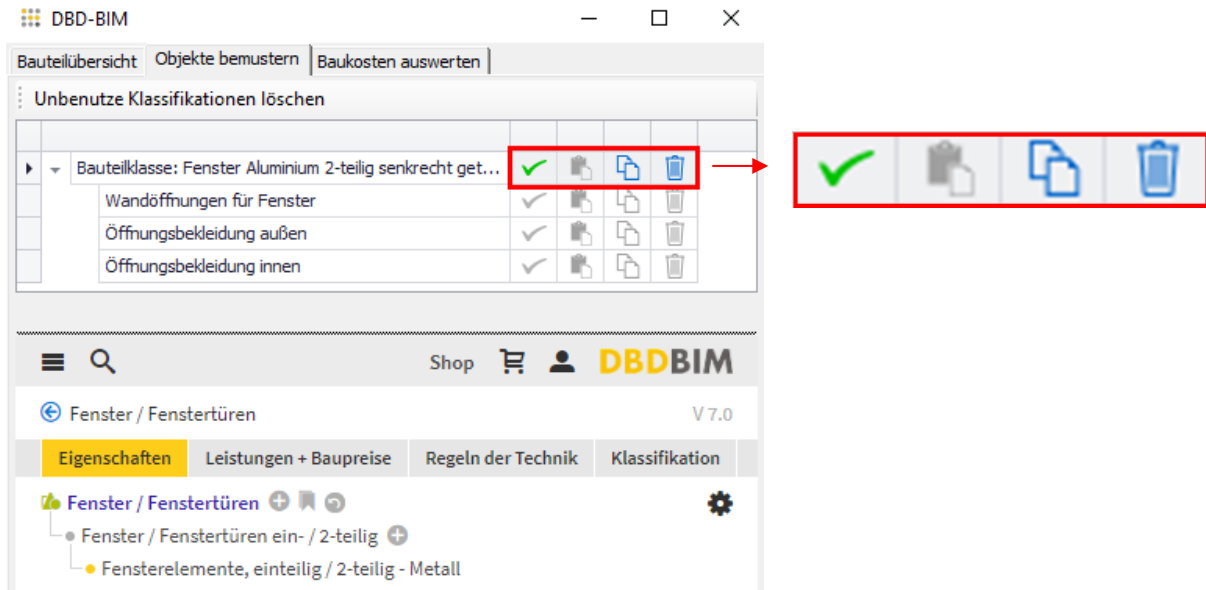 DBD-BIM
Bauteilübersicht Objekte bemustern Baukosten auswerten
Unbenutze Klassifikationen löschen
Bauteilklasse: Fenster Aluminium 2-teilig senkrecht get...
Wandöffnungen für Fenster
Öffnungsbekleidung außen
Öffnungsbekleidung innen
Shop DBDBIM
Fenster / Fenstertüren V 7.0
Eigenschaften Leistungen + Baupreise Regeln der Technik Klassifikation
Fenster / Fenstertüren
Fenster / Fenstertüren ein- / 2-teilig
Fensterelemente, einteilig / 2-teilig - Metall